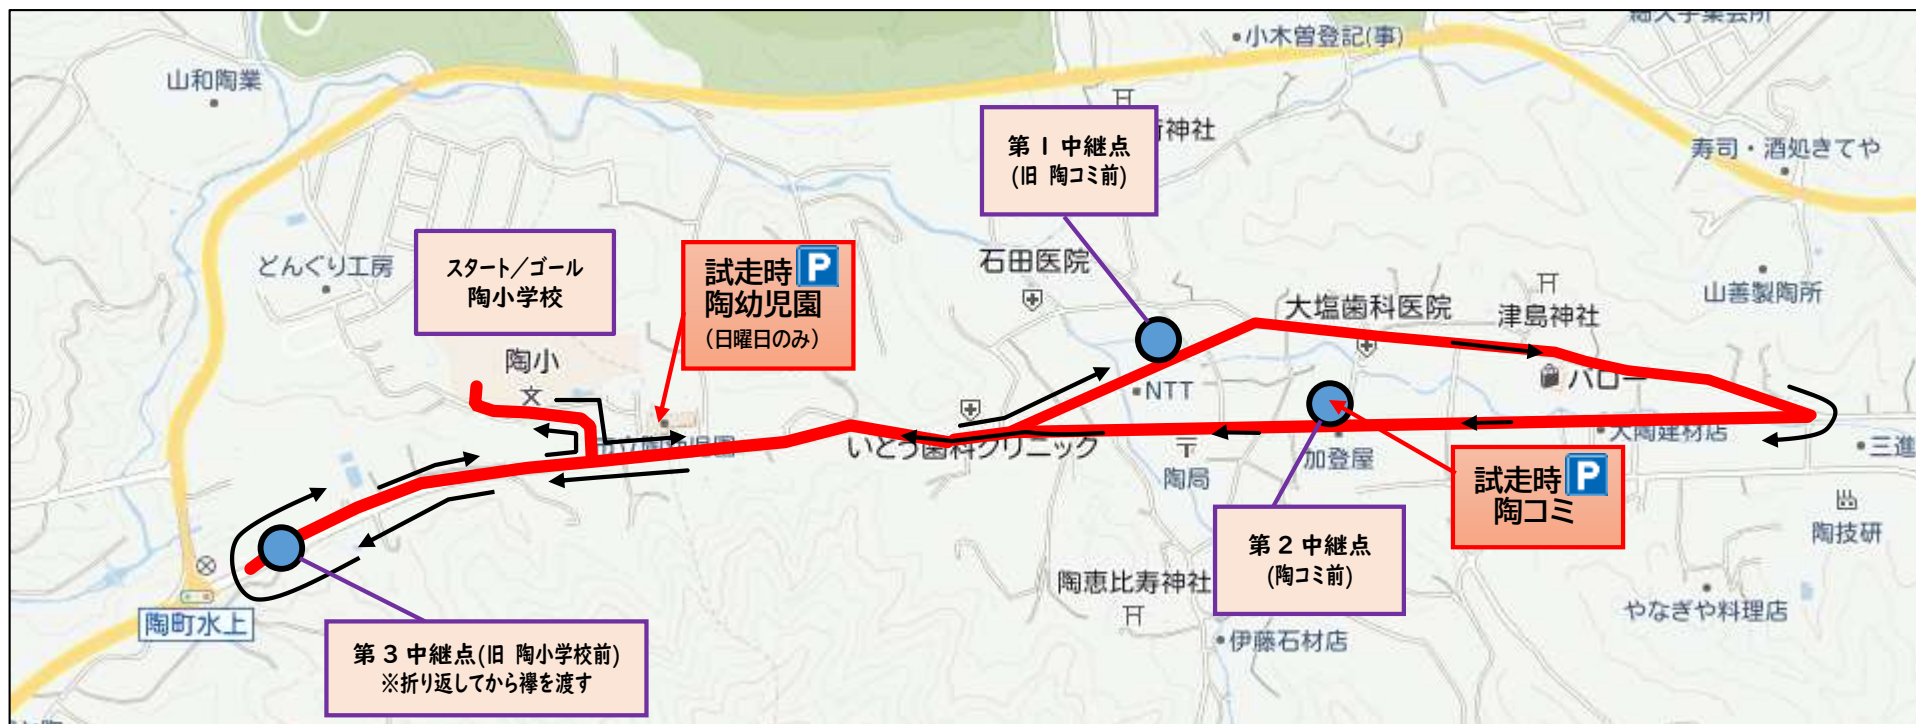 小木曽登記(事)
山和陶業
第1中継点
(旧 陶コミ前)
神社
寿司・酒処きてや
どんぐり工房
スタート/ゴール
陶小学校
試走時 P
陶幼児園
(日曜日のみ)
石田医院
大塩歯科医院
津島神社
山善製陶所
陶小
文
NTT
バロー
いとう歯科クリニック
陶局
加登屋
大陶建材店
三進
試走時 P
陶コミ
第2中継点
(陶コミ前)
陶技研
陶恵比寿神社
やなぎや料理店
伊藤石材店
陶町水上
第3中継点(旧 陶小学校前)
※折り返してから襷を渡す